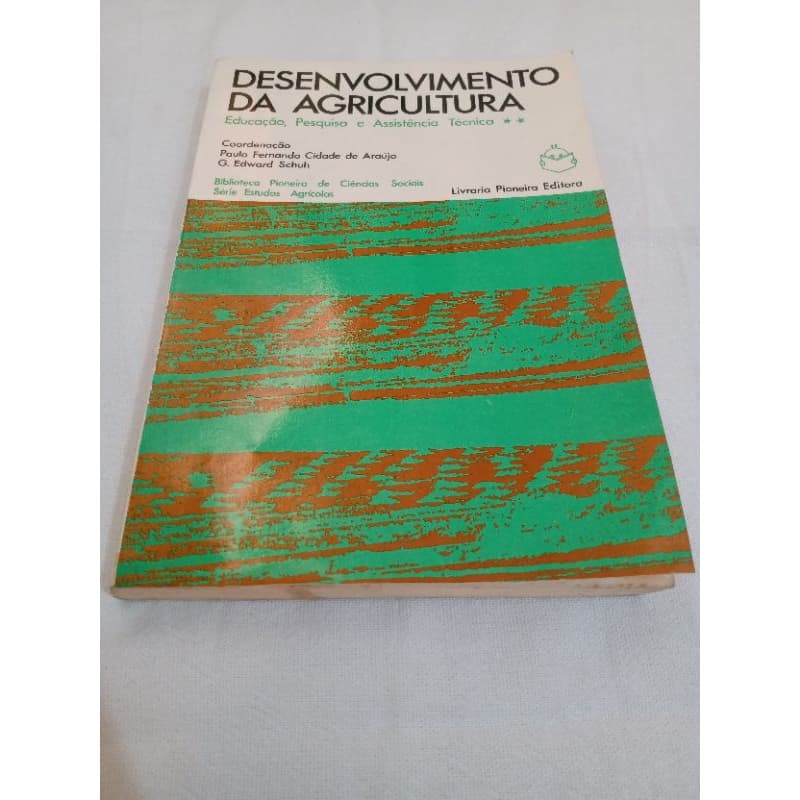 DESENVOLVIMENTO
DA AGRICULTURA
Educação, Pesquisa e Assistência Técnica * *
Coordenação
Paulo Fernando Cidade de Araújo
G. Edward Schuh
Biblioteca Pioneira de Ciências Sociais
Série Estudos Agrícolas
Livraria Pioneira Editora